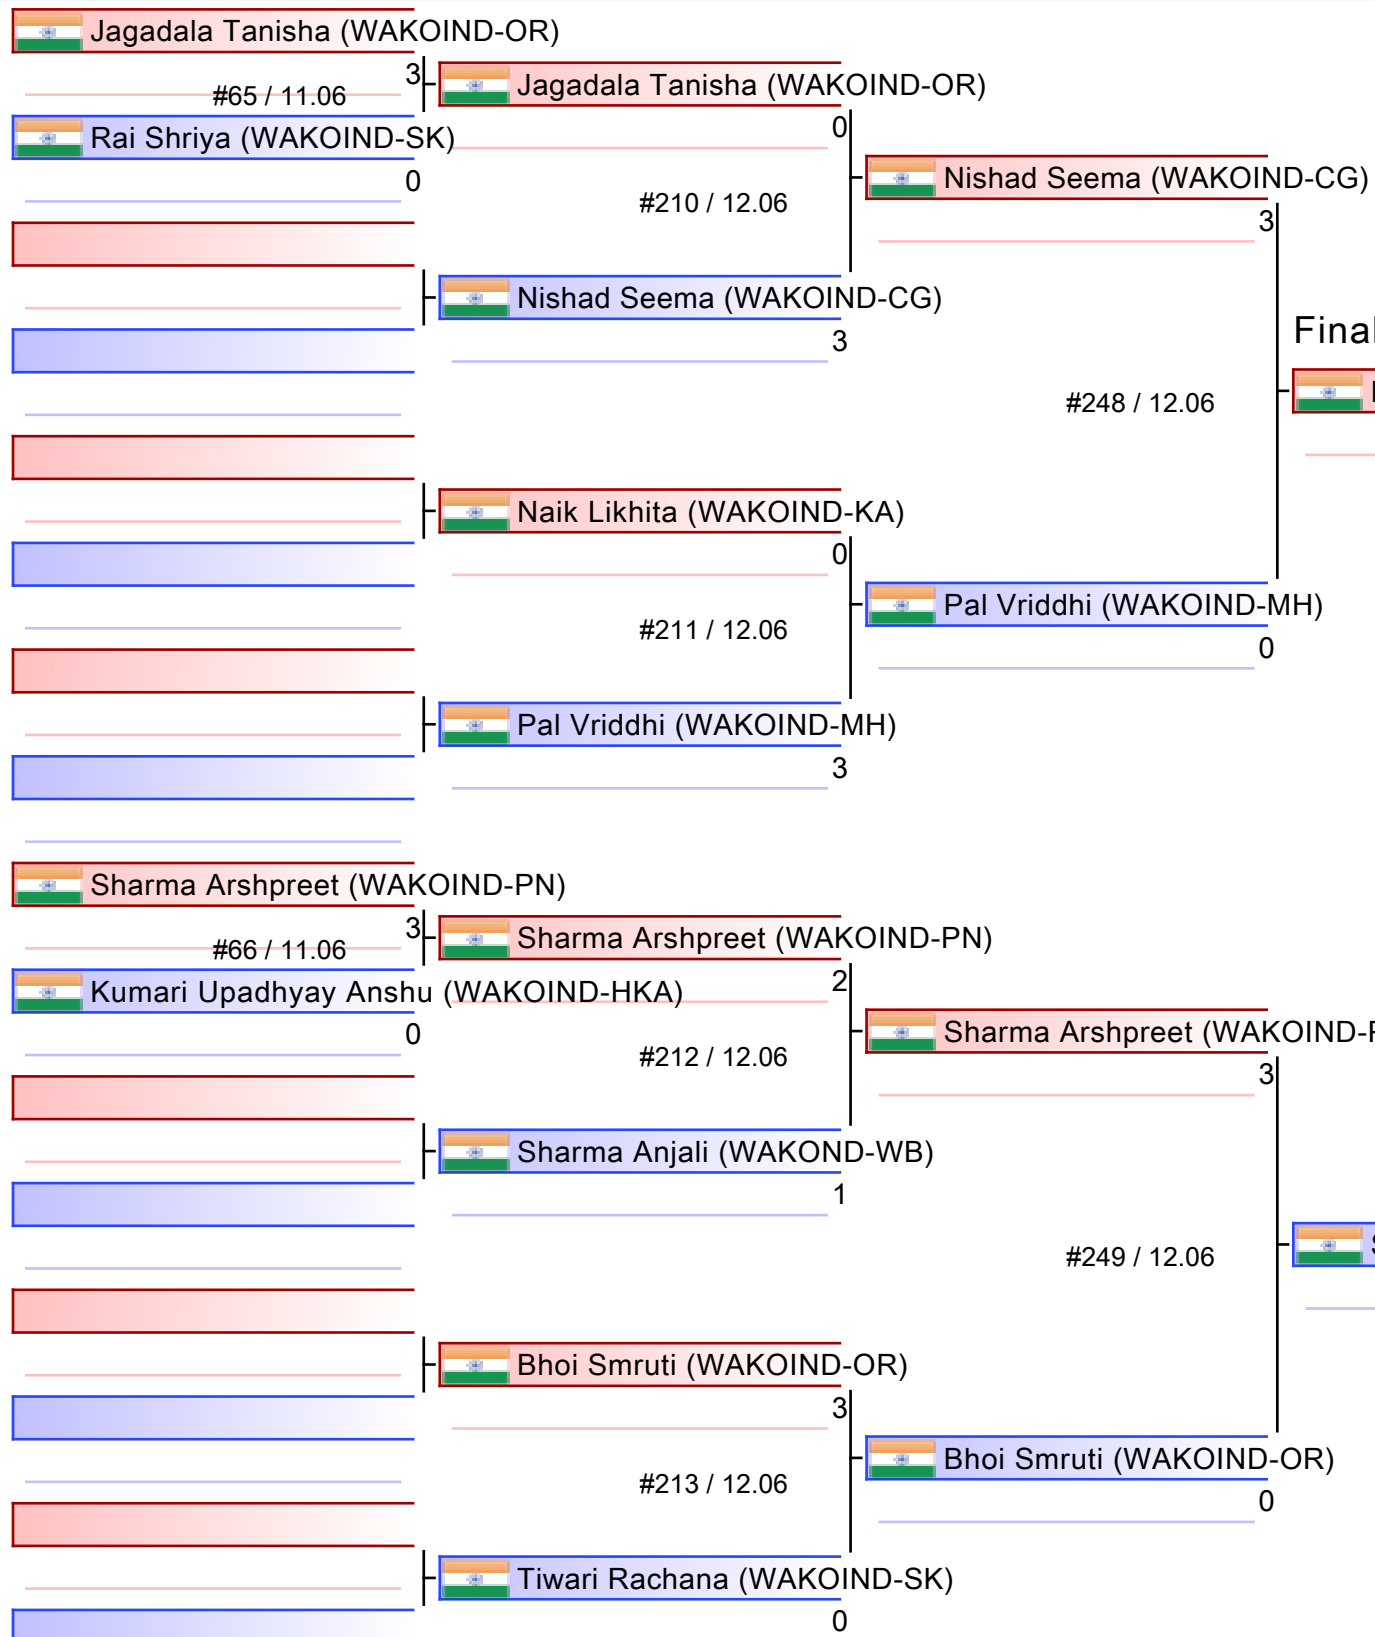 Jagadala Tanisha (WAKOIND-OR)
3
#65 / 11.06
Rai Shriya (WAKOIND-SK)
0
Jagadala Tanisha (WAKOIND-OR)
0
#210 / 12.06
Nishad Seema (WAKOIND-CG)
3
Nishad Seema (WAKOIND-CG)
3
#248 / 12.06
Final
Naik Likhita (WAKOIND-KA)
0
#211 / 12.06
Pal Vriddhi (WAKOIND-MH)
3
Pal Vriddhi (WAKOIND-MH)
0
Sharma Arshpreet (WAKOIND-PN)
3
#66 / 11.06
Kumari Upadhyay Anshu (WAKOIND-HKA)
0
Sharma Arshpreet (WAKOIND-PN)
2
#212 / 12.06
Sharma Anjali (WAKOND-WB)
1
Sharma Arshpreet (WAKOIND-P
3
#249 / 12.06
S
Bhoi Smruti (WAKOIND-OR)
3
#213 / 12.06
Tiwari Rachana (WAKOIND-SK)
0
Bhoi Smruti (WAKOIND-OR)
0